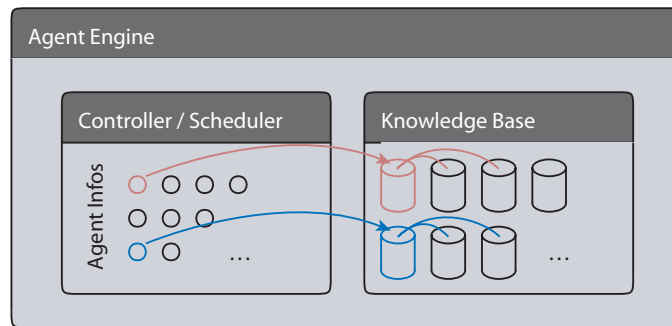 Agent Engine
Controller / Scheduler
Knowledge Base
Agent Infos
...
...